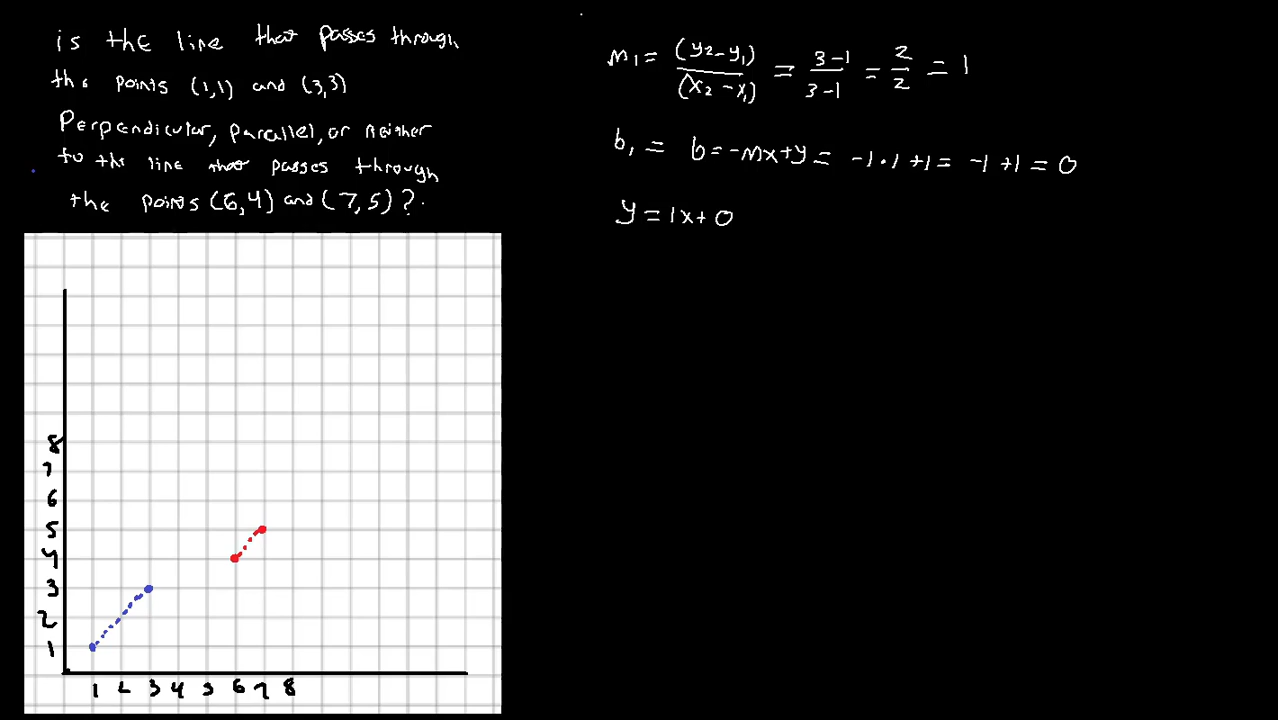 is the line that passes through
the points (1,1) and (3,3)
Perpendicular, parallel, or neither
to the line that passes through
the points (6,4) and (7,5)?
8
7
6
5
4
3
2
1
1 2 3 4 5 6 7 8
m1 = (y2-y1)/(x2-x1) = 3-1/3-1 = 2/2 = 1
b1 = b=-mx+y = -1·1+1 = -1+1 = 0
y = 1x+0